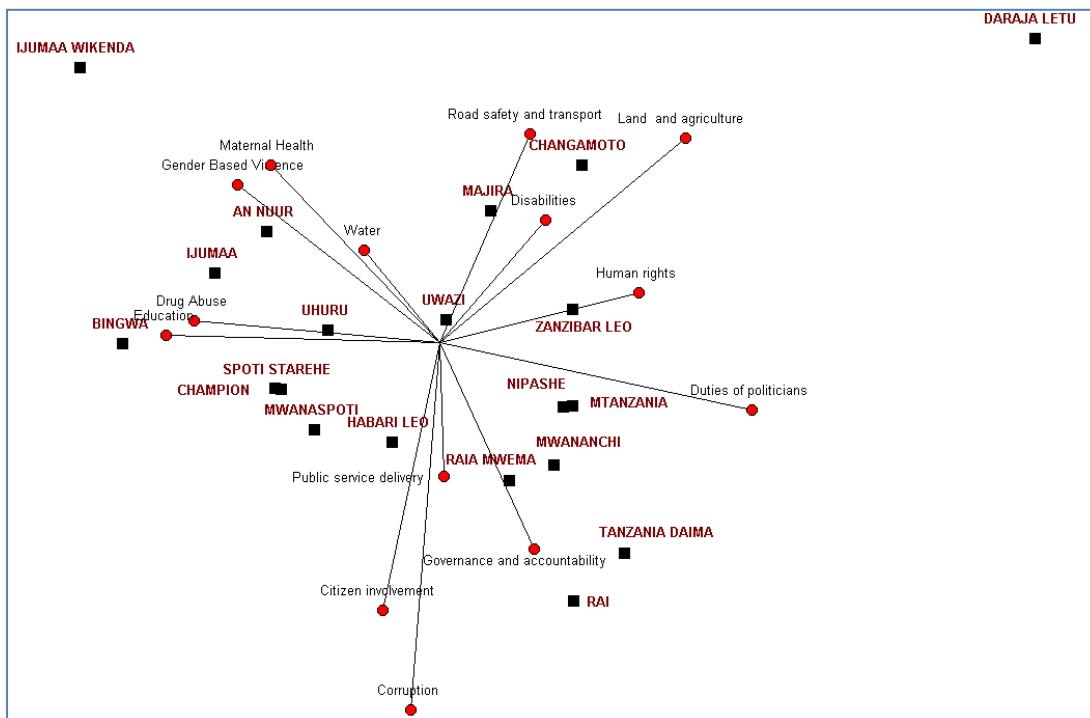 DARAJA LETU
IJUMAA WIKENDA
Road safety and transport
Land and agriculture
Maternal Health
CHANGAMOTO
Gender Based Violence
MAJIRA
Disabilities
AN NUUR
Water
IJUMAA
Human rights
Drug Abuse
UWAZI
Education
UHURU
BINGWA
ZANZIBAR LEO
SPOTI STAREHE
NIPASHE
CHAMPION
Duties of politicians
MTANZANIA
MWANASPOTI
HABARI LEO
MWANANCHI
RAIA MWEMA
Public service delivery
TANZANIA DAIMA
Governance and accountability
Citizen involvement
RAI
Corruption